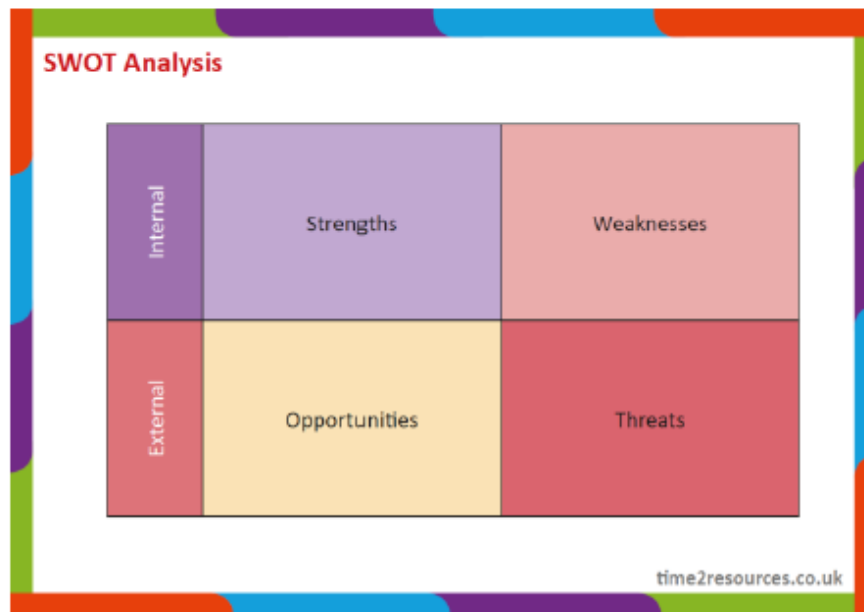 SWOT Analysis
Internal
Strengths
Weaknesses
External
Opportunities
Threats
time2resources.co.uk